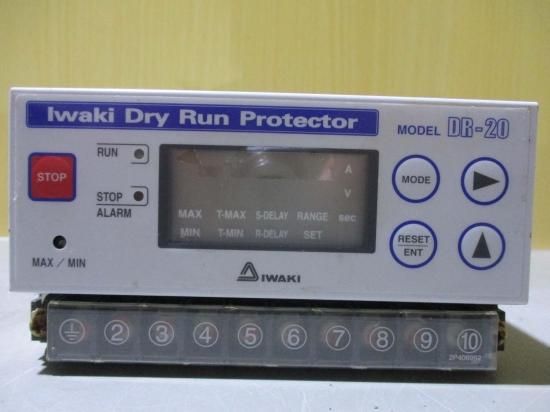 Iwaki Dry Run Protector
MODEL DR-20
RUN
STOP
STOP
ALARM
MAX / MIN
A
V
MAX T-MAX S-DELAY RANGE sec
MIN T-MIN R-DELAY SET
IWAKI
MODE
RESET
ENT
② ③ ④ ⑤ ⑥ ⑦ ⑧ ⑨ ⑩